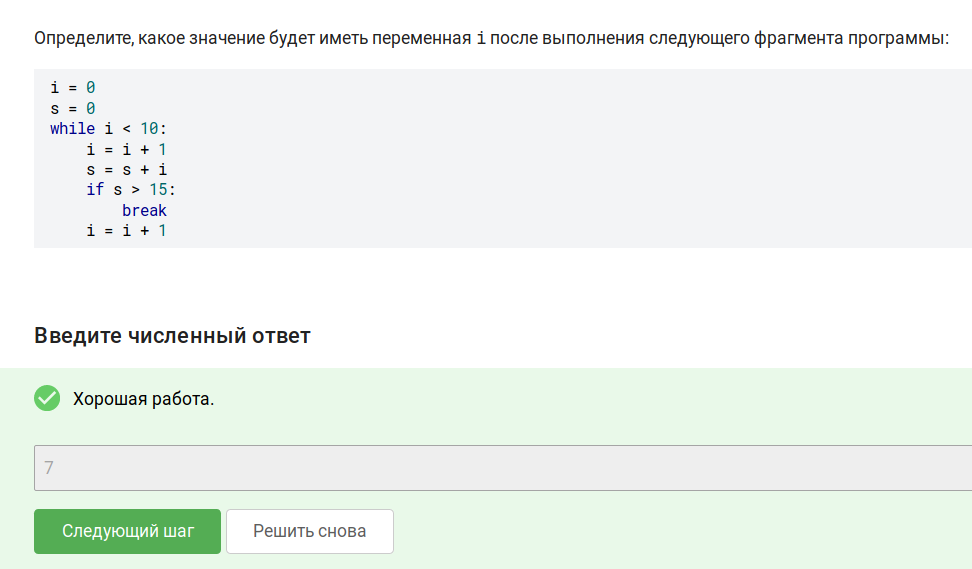 Определите, какое значение будет иметь переменная i после выполнения следующего фрагмента программы:
i = 0
s = 0
while i < 10:
    i = i + 1
    s = s + i
    if s > 15:
        break
    i = i + 1
Введите численный ответ
Хорошая работа.
7
Следующий шаг Решить снова